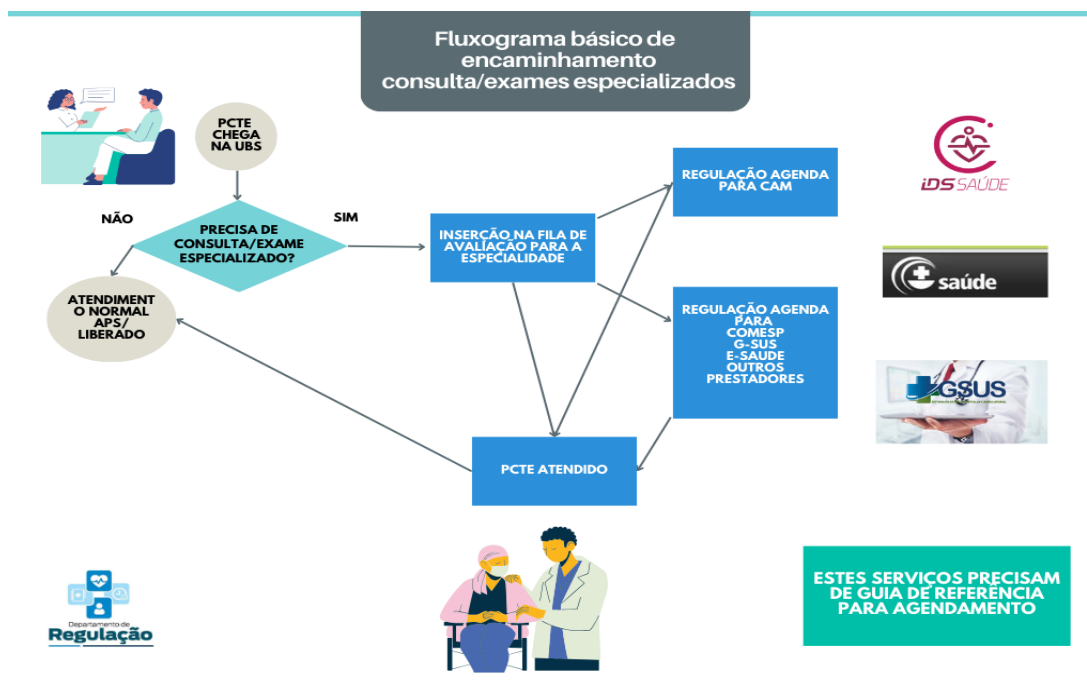 Fluxograma básico de
encaminhamento
consulta/exames especializados
PCTE
CHEGA
NA UBS
NÃO
SIM
PRECISA DE
CONSULTA/EXAME
ESPECIALIZADO?
ATENDIMENT
O NORMAL
APS/
LIBERADO
INSERÇÃO NA FILA DE
AVALIAÇÃO PARA A
ESPECIALIDADE
REGULAÇÃO AGENDA
PARA CAM
REGULAÇÃO AGENDA
PARA
COMESP
G-SUS
E-SAUDE
OUTROS
PRESTADORES
PCTE ATENDIDO
iDS SAÚDE
saúde
GSUS
Departamento de
Regulação
ESTES SERVIÇOS PRECISAM
DE GUIA DE REFERÊNCIA
PARA AGENDAMENTO